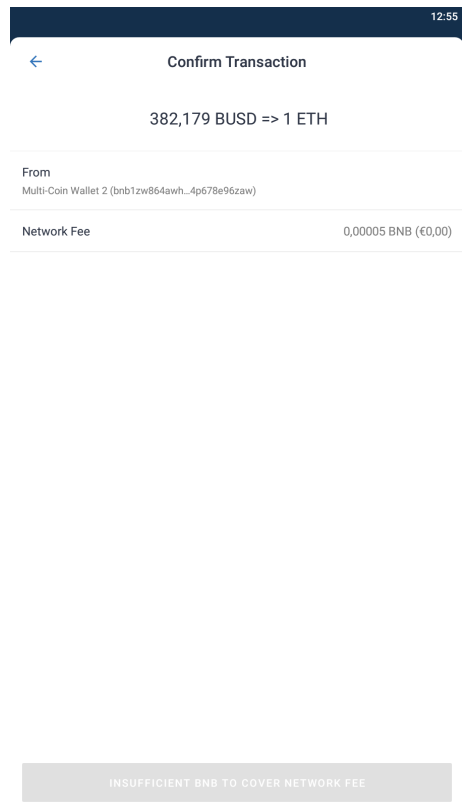 12:55
Confirm Transaction
382,179 BUSD => 1 ETH
From
Multi-Coin Wallet 2 (bnb1zw864awh...4p678e96zaw)
Network Fee
0,00005 BNB (€0,00)
INSUFFICIENT BNB TO COVER NETWORK FEE